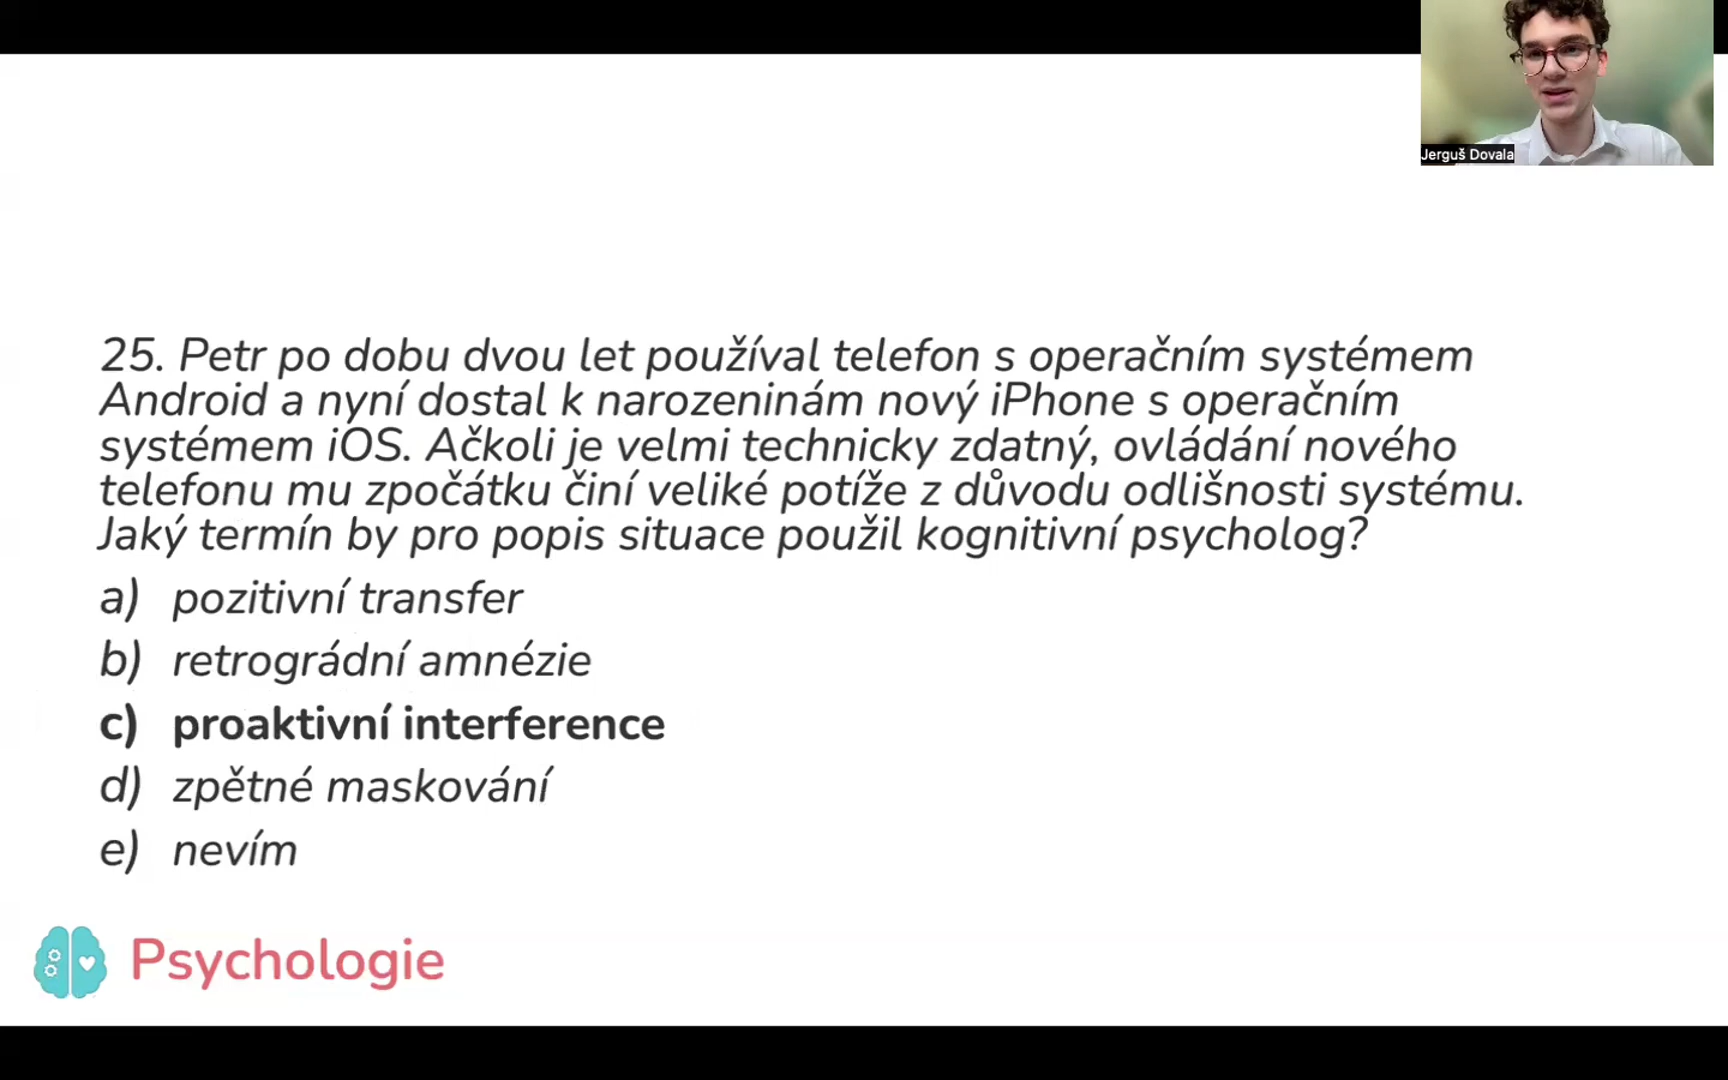 Jerguš Dovala
25. Petr po dobu dvou let používal telefon s operačním systémem
Android a nyní dostal k narozeninám nový iPhone s operačním
systémem iOS. Ačkoli je velmi technicky zdatný, ovládání nového
telefonu mu zpočátku činí veliké potíže z důvodu odlišnosti systému.
Jaký termín by pro popis situace použil kognitivní psycholog?
a) pozitivní transfer
b) retrográdní amnézie
c) proaktivní interference
d) zpětné maskování
e) nevím
Psychologie